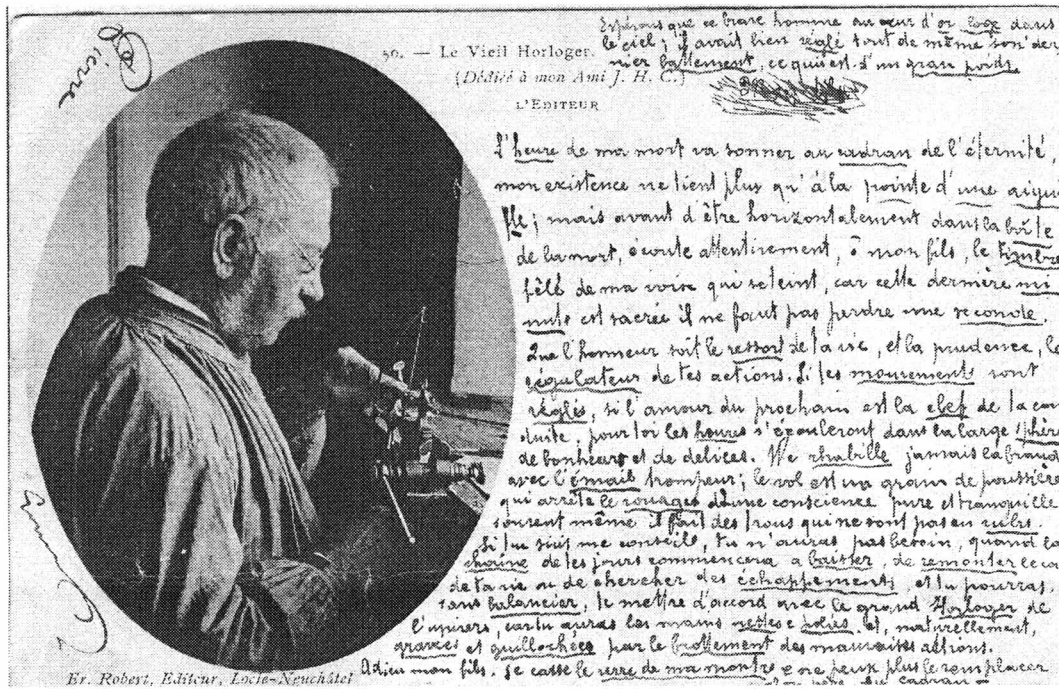 Pierre
50. — Le Vieil Horloger.
(Dédicé à mon Ami J. H. C.)
L'EDITEUR
Espérons que ce brave homme au cœur d'or loge dans
le ciel; il avait bien réglé tout de même son der
nier battement, ce qui est d'un gran poids
L'heure de ma mort va sonner au cadran de l'éternité,
mon existence ne tient plus qu'à la pointe d'une aigui
lle; mais avant d'être horizontalement dans la boîte
de la mort, écoute attentivement, ô mon fils, le timbre
fêlé de ma voix qui s'eteint, car cette dernière mi
nute est sacrée il ne faut pas perdre une seconde.
Que l'honneur soit le ressort de ta vie, et la prudence, le
régulateur de tes actions. Si tes mouvements sont
réglés, si l'amour du prochain est la clef de ta con
duite, pour toi les heures s'écouleront dans la large sphère
de bonheur et de délices. Ne rhabille jamais la fraude
avec l'émail trompeur; le vol est un grain de poussière
qui arrête le rouages d'une conscience pure et tranquille
souvent même il fait des trous qui ne sont pas en rubis.
Si tu suis me conseils, tu n'auras pas besoin, quand la
chaîne de tes jours commencera a baisser, de remonter le cou
de ta vie ou de chercher des échappements, et tu pourras,
sans balancier, te mettre d'accord avec le grand Horloger de
l'univers, car tu auras les mains nettes e polies et, naturellement,
gravées et guillochées par le frottement des mauvaises actions.
Adieu mon fils. Je casse le verre de ma montre e ne peux plus le remplacer
Er. Robert, Editeur, Locle-Neuchâtel